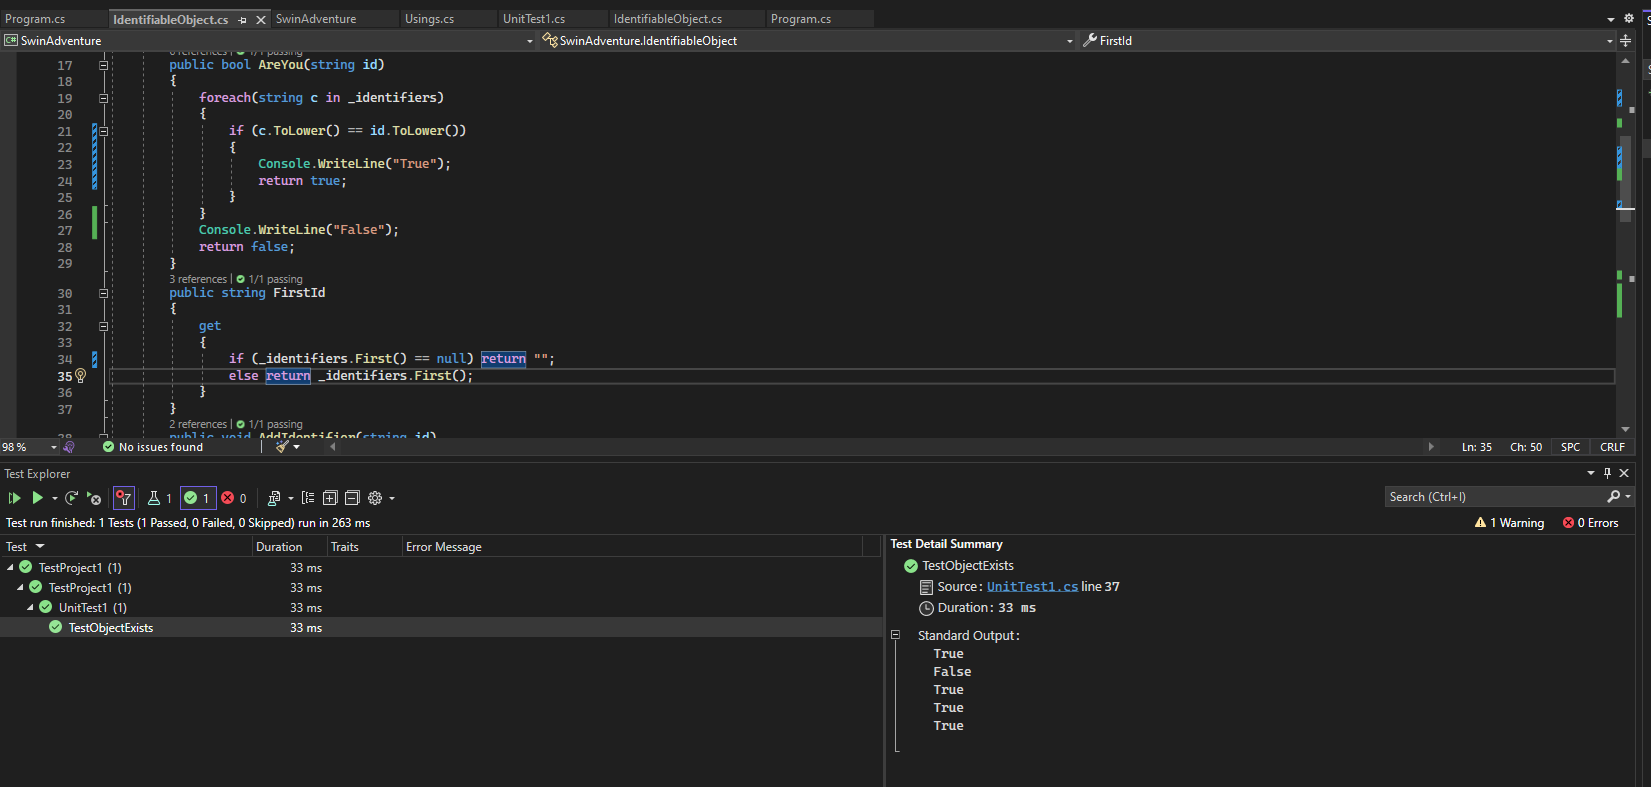 Program.cs IdentifiableObject.cs SwinAdventure Usings.cs UnitTest1.cs IdentifiableObject.cs Program.cs
C# SwinAdventure SwinAdventure.IdentifiableObject FirstId
1/1 passing
17 public bool AreYou(string id)
18 {
19 foreach(string c in _identifiers)
20 {
21 if (c.ToLower() == id.ToLower())
22 {
23 Console.WriteLine("True");
24 return true;
25 }
26 }
27 Console.WriteLine("False");
28 return false;
29 }
3 references | 1/1 passing
30 public string FirstId
31 {
32 get
33 {
34 if (_identifiers.First() == null) return "";
35 else return _identifiers.First();
36 }
37 }
2 references | 1/1 passing
38 public void AddIdentifier(string id)
98 % No issues found Ln: 35 Ch: 50 SPC CRLF
Test Explorer
1 1 0 Search (Ctrl+I)
Test run finished: 1 Tests (1 Passed, 0 Failed, 0 Skipped) run in 263 ms 1 Warning 0 Errors
Test Duration Traits Error Message
TestProject1 (1) 33 ms
TestProject1 (1) 33 ms
UnitTest1 (1) 33 ms
TestObjectExists 33 ms
Test Detail Summary
TestObjectExists
Source: UnitTest1.cs line 37
Duration: 33 ms
Standard Output:
True
False
True
True
True